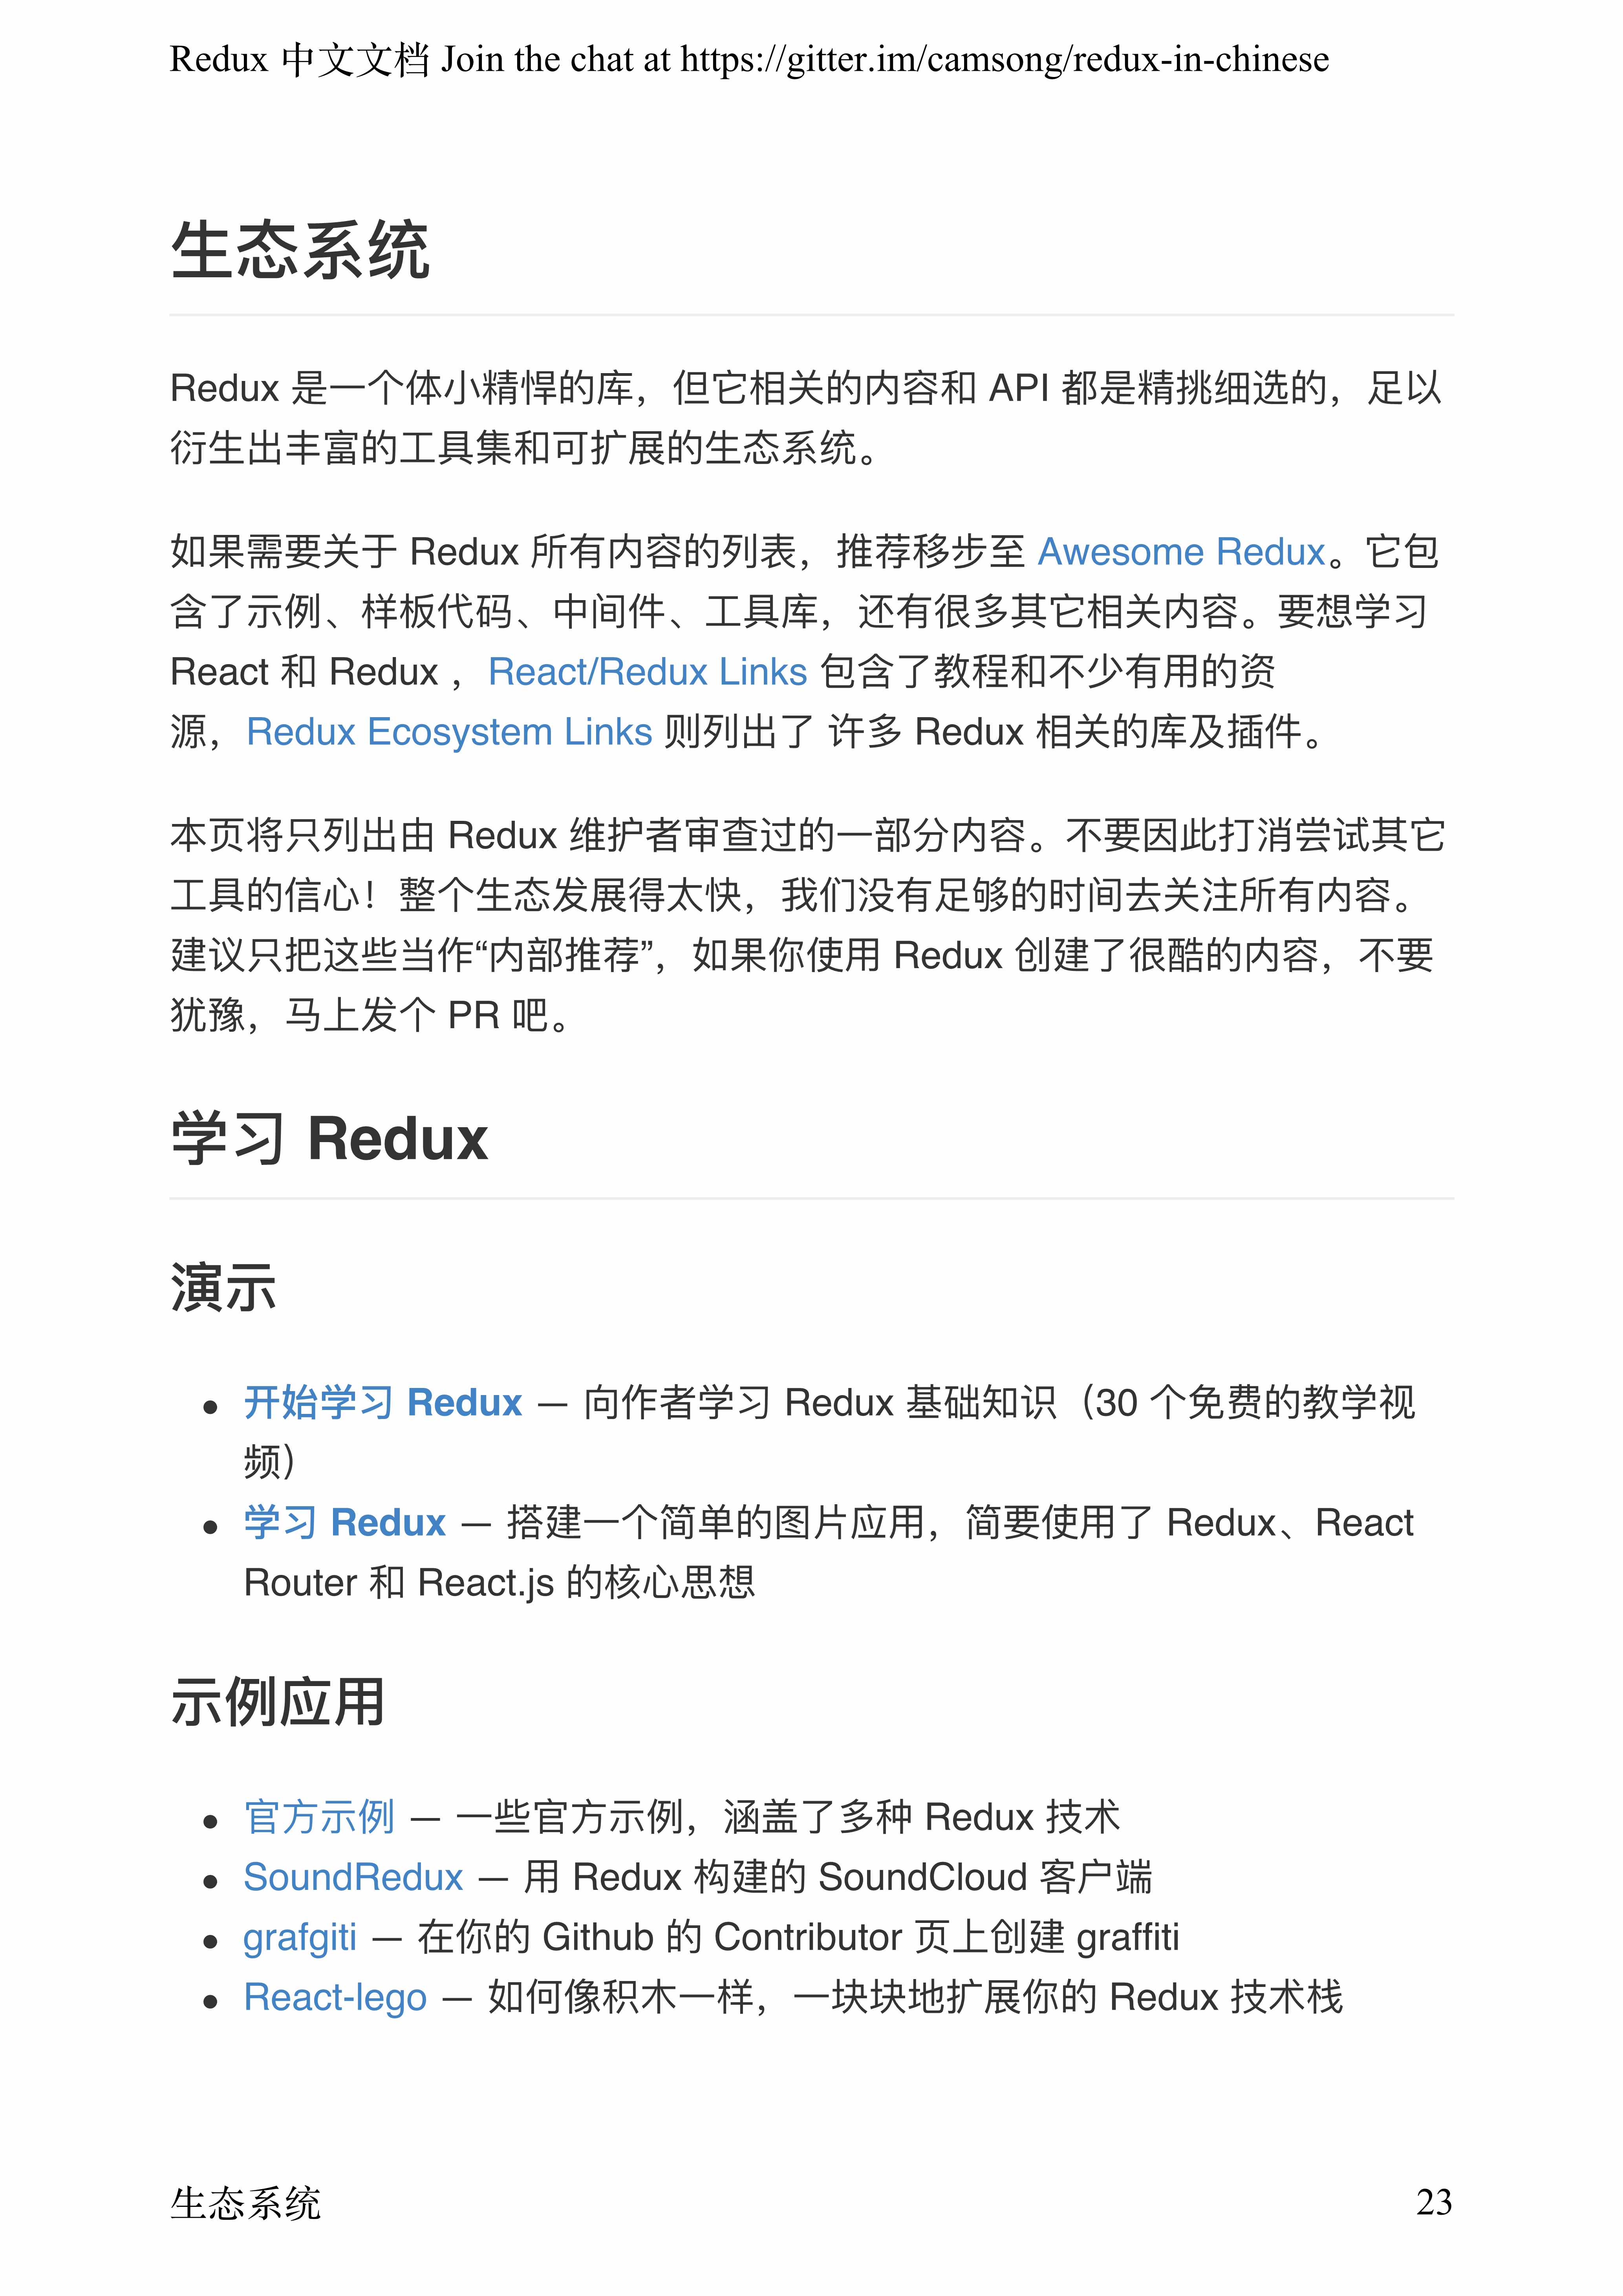 Redux 中文文档 Join the chat at https://gitter.im/camsong/redux-in-chinese
生态系统
Redux 是一个体小精悍的库，但它相关的内容和 API 都是精挑细选的，足以
衍生出丰富的工具集和可扩展的生态系统。
如果需要关于 Redux 所有内容的列表，推荐移步至 Awesome Redux。它包
含了示例、样板代码、中间件、工具库，还有很多其它相关内容。要想学习
React 和 Redux ，React/Redux Links 包含了教程和不少有用的资
源，Redux Ecosystem Links 则列出了 许多 Redux 相关的库及插件。
本页将只列出由 Redux 维护者审查过的一部分内容。不要因此打消尝试其它
工具的信心！整个生态发展得太快，我们没有足够的时间去关注所有内容。
建议只把这些当作“内部推荐”，如果你使用 Redux 创建了很酷的内容，不要
犹豫，马上发个 PR 吧。
学习 Redux
演示
• 开始学习 Redux — 向作者学习 Redux 基础知识（30 个免费的教学视
频）
• 学习 Redux — 搭建一个简单的图片应用，简要使用了 Redux、React
Router 和 React.js 的核心思想
示例应用
• 官方示例 — 一些官方示例，涵盖了多种 Redux 技术
• SoundRedux — 用 Redux 构建的 SoundCloud 客户端
• grafgiti — 在你的 Github 的 Contributor 页上创建 graffiti
• React-lego — 如何像积木一样，一块块地扩展你的 Redux 技术栈
生态系统 23